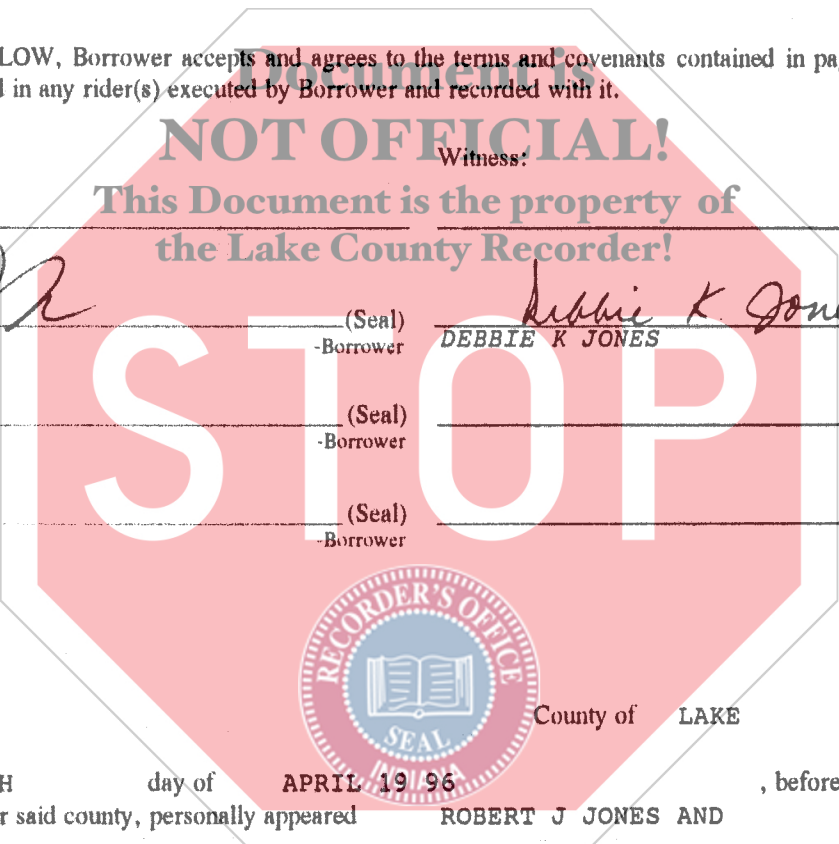 LOW, Borrower accepts and agrees to the terms and covenants contained in pa
Document is
d in any rider(s) executed by Borrower and recorded with it.
NOT OFFICIAL!
Witness:
This Document is the property of
the Lake County Recorder!
Debbie K. Jone
(Seal)
-Borrower
DEBBIE K JONES
STOP
(Seal)
-Borrower
(Seal)
-Borrower
RECORDER'S OFFICE
SEAL
INDIANA
County of LAKE
H day of APRIL 19 96 , before
r said county, personally appeared ROBERT J JONES AND